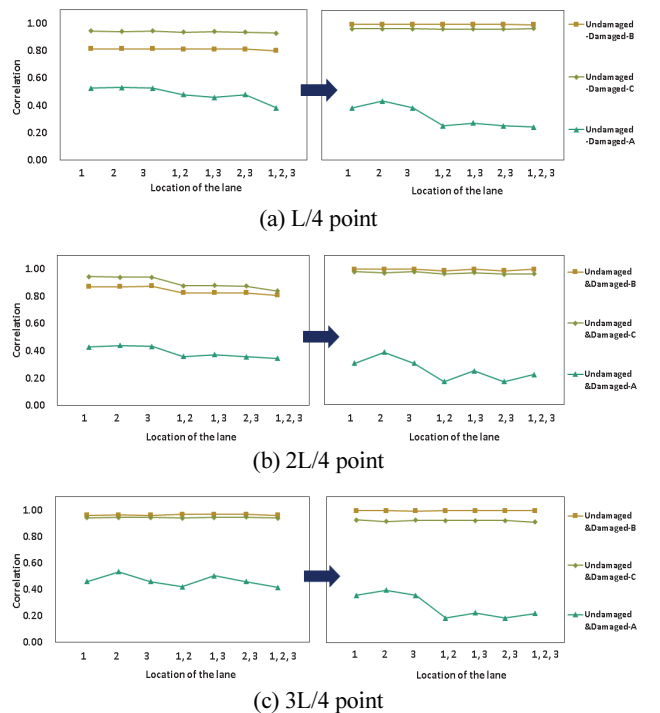 Correlation
1.00
0.80
0.60
0.40
0.20
0.00
1 2 3 1, 2 1, 3 2, 3 1, 2, 3
Location of the lane
1 2 3 1, 2 1, 3 2, 3 1, 2, 3
Location of the lane
Undamaged
-Damaged-B
Undamaged
-Damaged-C
Undamaged
-Damaged-A
(a) L/4 point
Correlation
1.00
0.80
0.60
0.40
0.20
0.00
1 2 3 1, 2 1, 3 2, 3 1, 2, 3
Location of the lane
1 2 3 1, 2 1, 3 2, 3 1, 2, 3
Location of the lane
Undamaged
&Damaged-B
Undamaged
&Damaged-C
Undamaged
&Damaged-A
(b) 2L/4 point
Correlation
1.00
0.80
0.60
0.40
0.20
0.00
1 2 3 1, 2 1, 3 2, 3 1, 2, 3
Location of the lane
1 2 3 1, 2 1, 3 2, 3 1, 2, 3
Location of the lane
Undamaged
&Damaged-B
Undamaged
&Damaged-C
Undamaged
&Damaged-A
(c) 3L/4 point